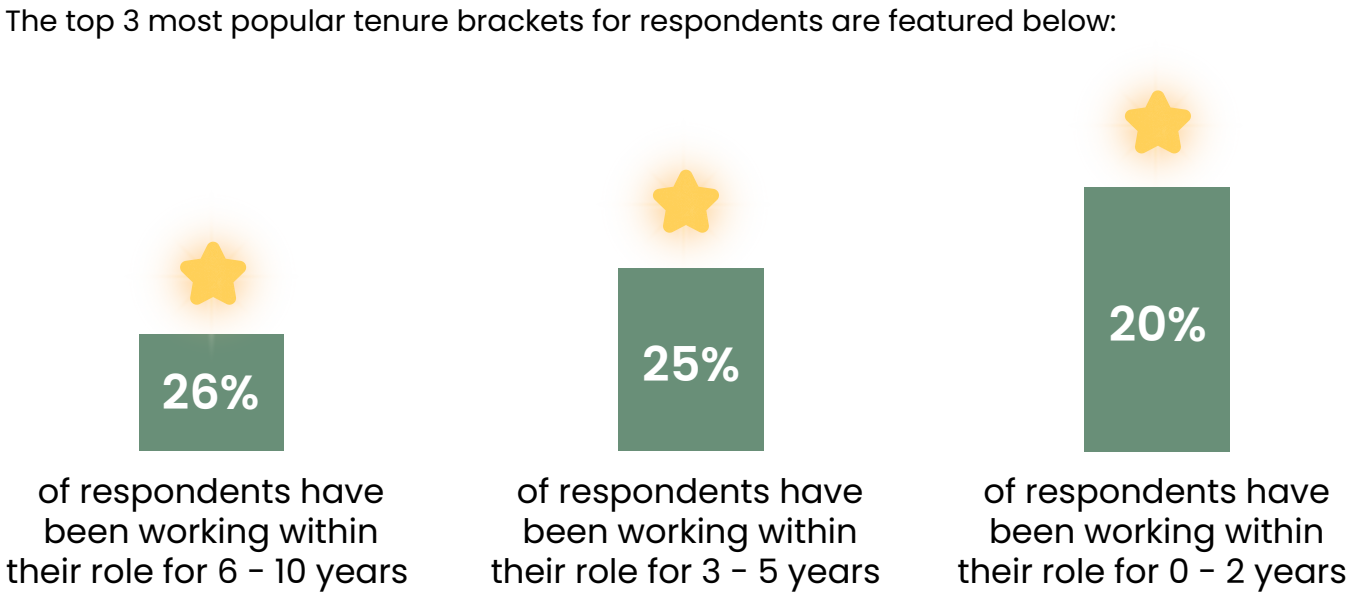 The top 3 most popular tenure brackets for respondents are featured below:
26%
of respondents have
been working within
their role for 6 - 10 years
25%
of respondents have
been working within
their role for 3 - 5 years
20%
of respondents have
been working within
their role for 0 - 2 years